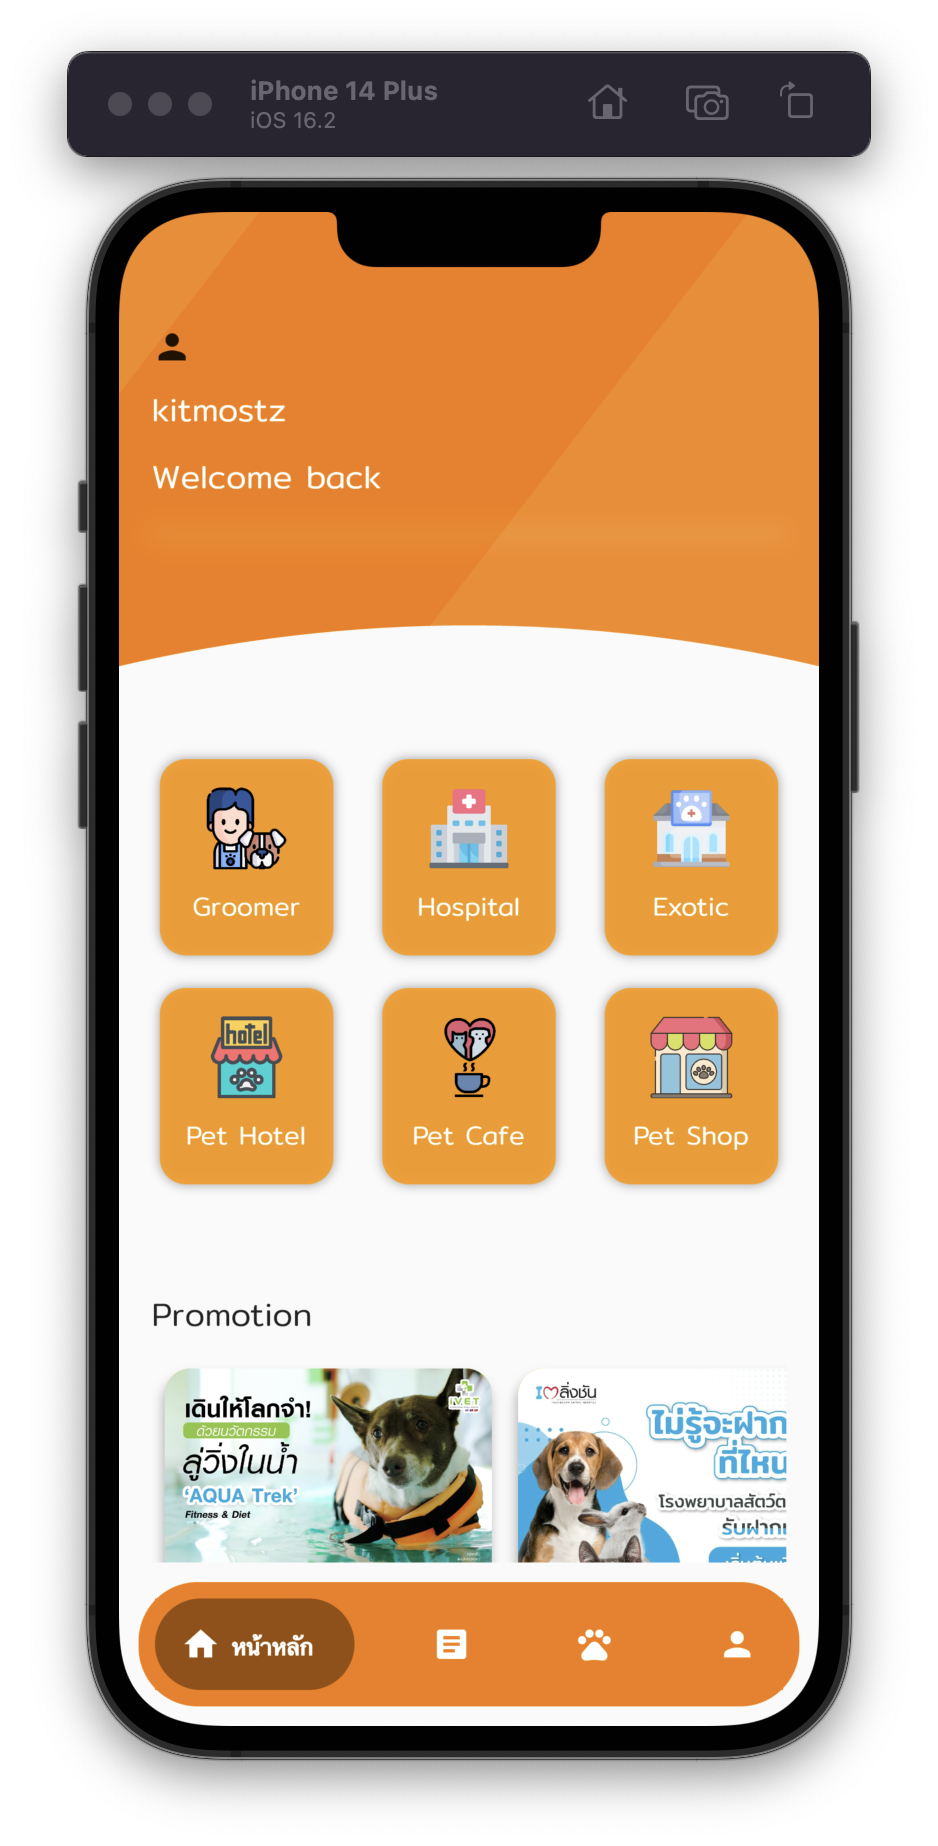 iPhone 14 Plus
iOS 16.2
kitmostz
Welcome back
Groomer
Hospital
Exotic
hotel
Pet Hotel
Pet Cafe
Pet Shop
Promotion
เดินให้โลกจำ!
ด้วยนวัตกรรม
ลู่วิ่งในน้ำ
‘AQUA Trek’
Fitness & Diet
iVET
I ลิ่งชัน
ไม่รู้จะฝาก
ที่ไหน
โรงพยาบาลสัตว์ต
รับฝาก
หน้าหลัก